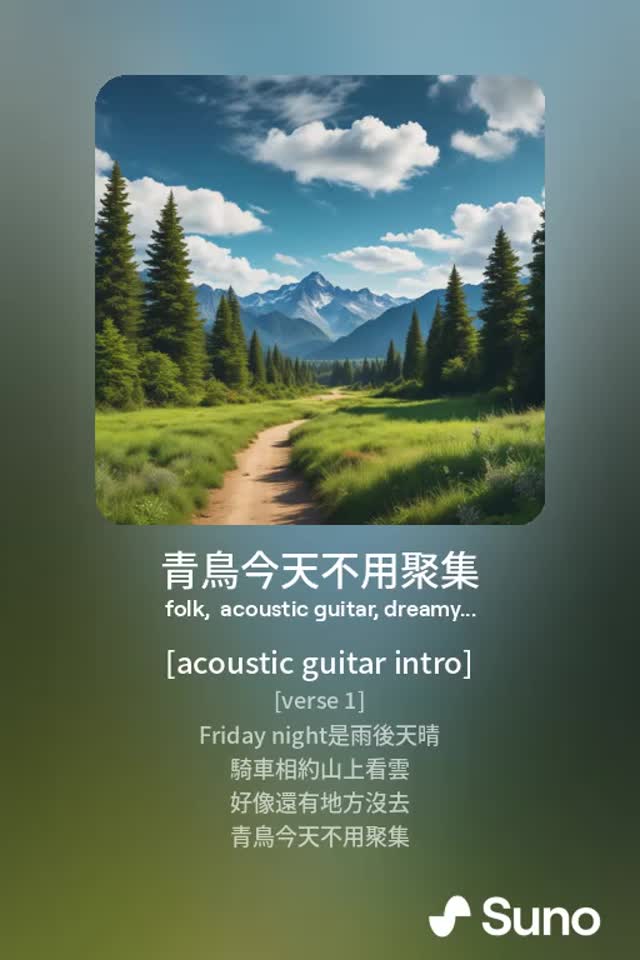 青鳥今天不用聚集
folk, acoustic guitar, dreamy...
[acoustic guitar intro]
[verse 1]
Friday night是雨後天晴
騎車相約山上看雲
好像還有地方沒去
青鳥今天不用聚集
Suno